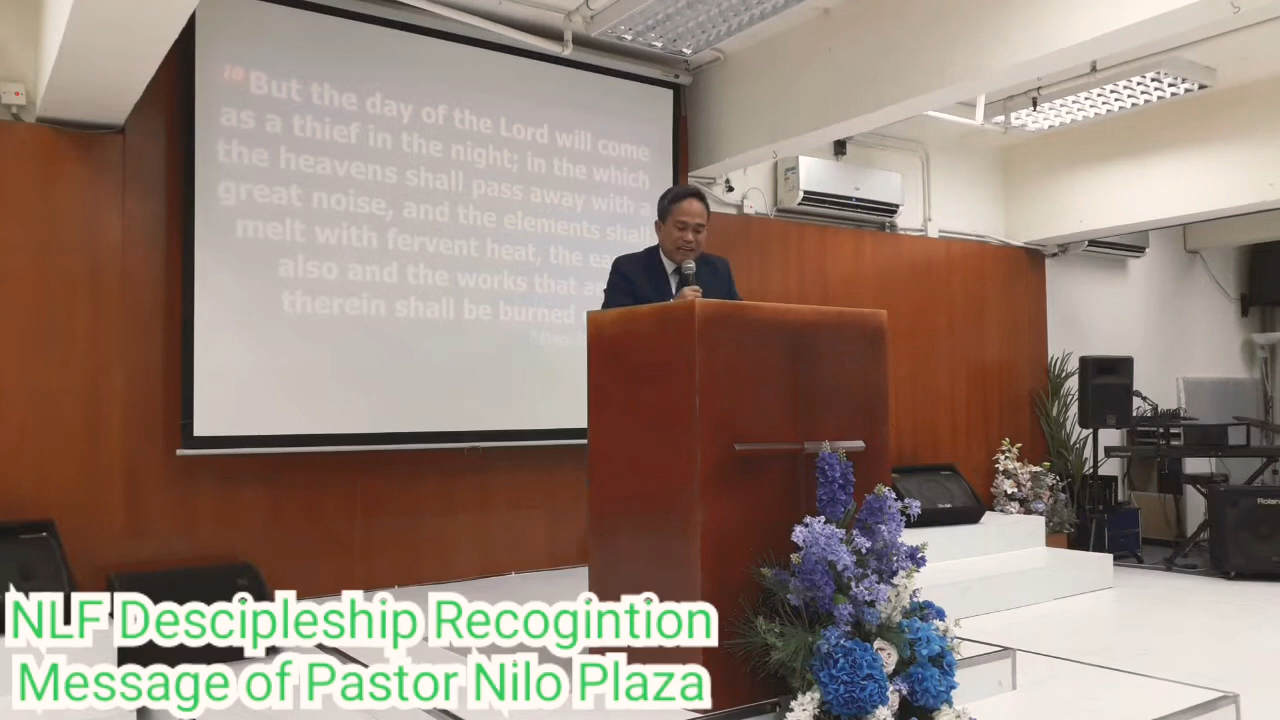 10 But the day of the Lord will come
as a thief in the night; in the which
the heavens shall pass away with a
great noise, and the elements shall
melt with fervent heat, the
also and the works that
therein shall be burned
Roland
NLF Descipleship Recogintion
Message of Pastor Nilo Plaza